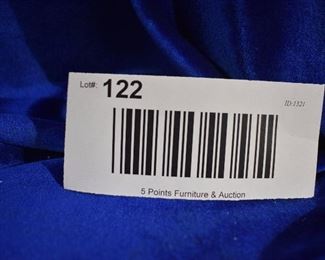 Lot#: 122
ID:1321
5 Points Furniture & Auction